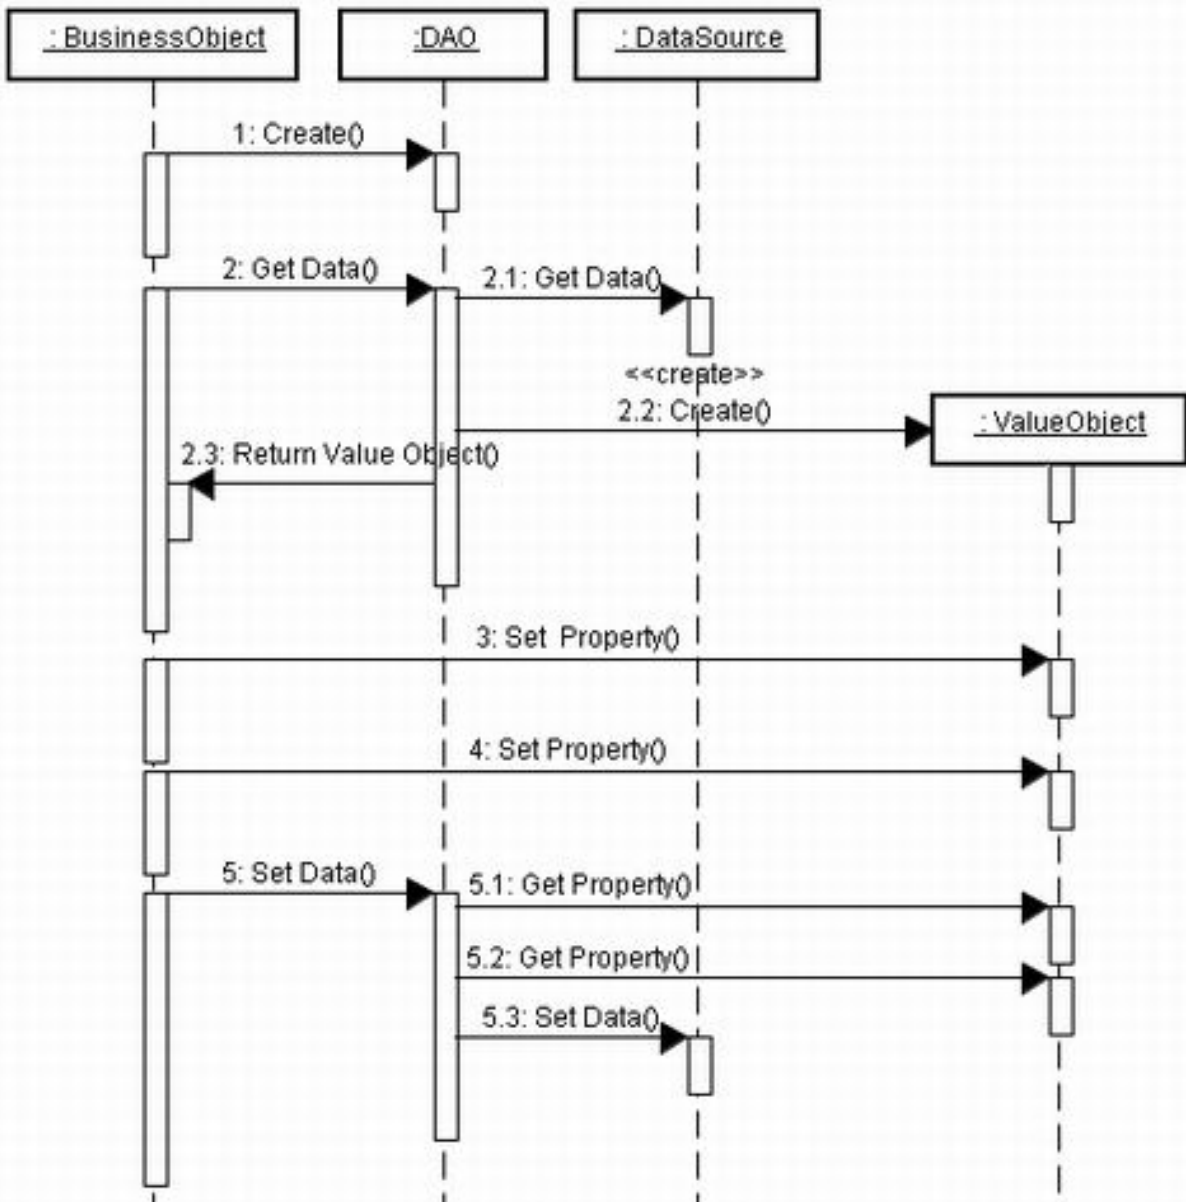 : BusinessObject
:DAO
: DataSource
1: Create()
2: Get Data()
2.1: Get Data()
<<create>>
2.2: Create()
: ValueObject
2.3: Return Value Object()
3: Set  Property()
4: Set Property()
5: Set Data()
5.1: Get Property()
5.2: Get Property()
5.3: Set Data()